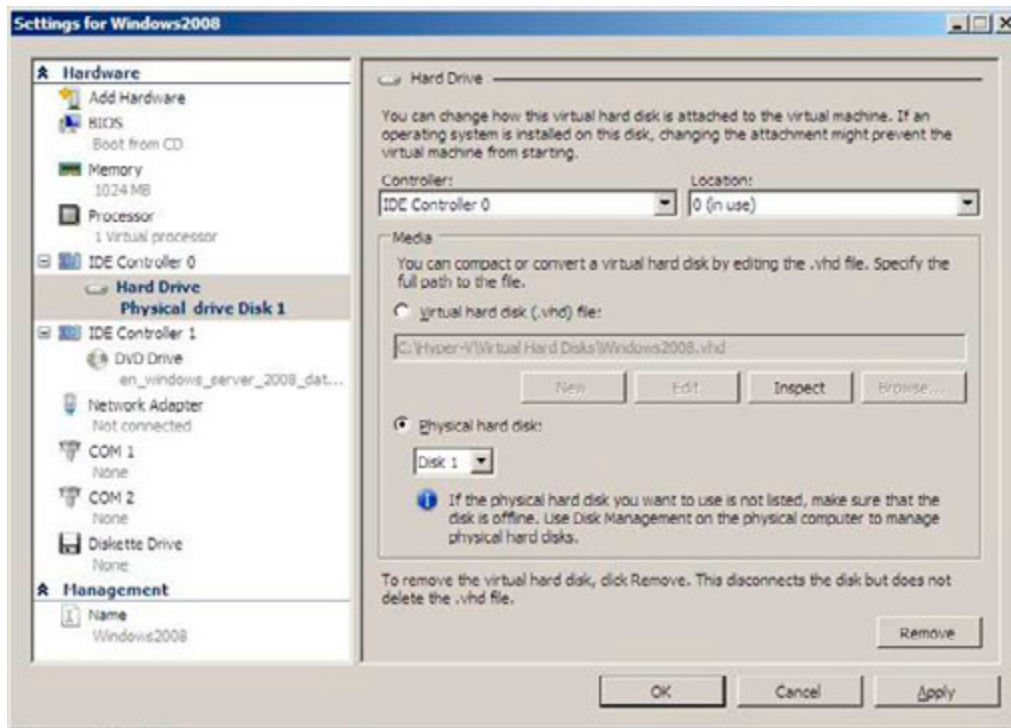 Settings for Windows2008
Hardware
Add Hardware
BIOS
Boot from CD
Memory
1024 MB
Processor
1 Virtual processor
IDE Controller 0
Hard Drive
Physical drive Disk 1
IDE Controller 1
DVD Drive
en_windows_server_2008_dat...
Network Adapter
Not connected
COM 1
None
COM 2
None
Diskette Drive
None
Management
Name
Windows2008
Hard Drive
You can change how this virtual hard disk is attached to the virtual machine. If an
operating system is installed on this disk, changing the attachment might prevent the
virtual machine from starting.
Controller:
Location:
IDE Controller 0
0 (in use)
Media
You can compact or convert a virtual hard disk by editing the .vhd file. Specify the
full path to the file.
Virtual hard disk (.vhd) file:
C:\Hyper-V\Virtual Hard Disks\Windows2008.vhd
New
Edit
Inspect
Browse...
Physical hard disk:
Disk 1
If the physical hard disk you want to use is not listed, make sure that the
disk is offline. Use Disk Management on the physical computer to manage
physical hard disks.
To remove the virtual hard disk, click Remove. This disconnects the disk but does not
delete the .vhd file.
Remove
OK
Cancel
Apply